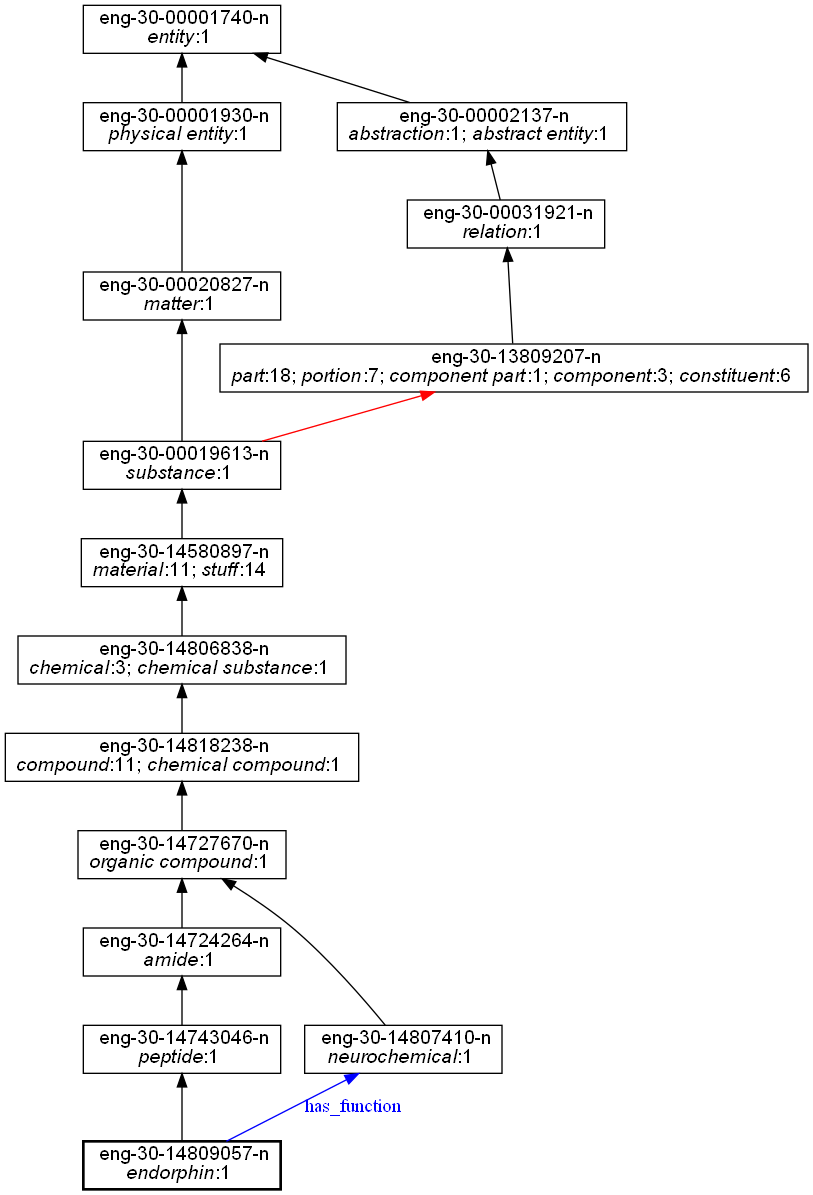 eng-30-00001740-n
entity:1
eng-30-00001930-n
physical entity:1
eng-30-00002137-n
abstraction:1; abstract entity:1
eng-30-00031921-n
relation:1
eng-30-00020827-n
matter:1
eng-30-13809207-n
part:18; portion:7; component part:1; component:3; constituent:6
eng-30-00019613-n
substance:1
eng-30-14580897-n
material:11; stuff:14
eng-30-14806838-n
chemical:3; chemical substance:1
eng-30-14818238-n
compound:11; chemical compound:1
eng-30-14727670-n
organic compound:1
eng-30-14724264-n
amide:1
eng-30-14743046-n
peptide:1
eng-30-14807410-n
neurochemical:1
has_function
eng-30-14809057-n
endorphin:1